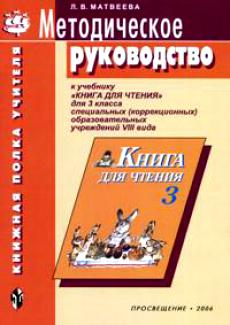 Л. В. МАТВЕЕВА
Методическое
РУКОВОДСТВО
к учебнику
«КНИГА ДЛЯ ЧТЕНИЯ»
для 3 класса
специальных (коррекционных)
образовательных
учреждений VIII вида
КНИЖНАЯ ПОЛКА УЧИТЕЛЯ
КНИГА
ДЛЯ ЧТЕНИЯ
3
ПРОСВЕЩЕНИЕ • 2006